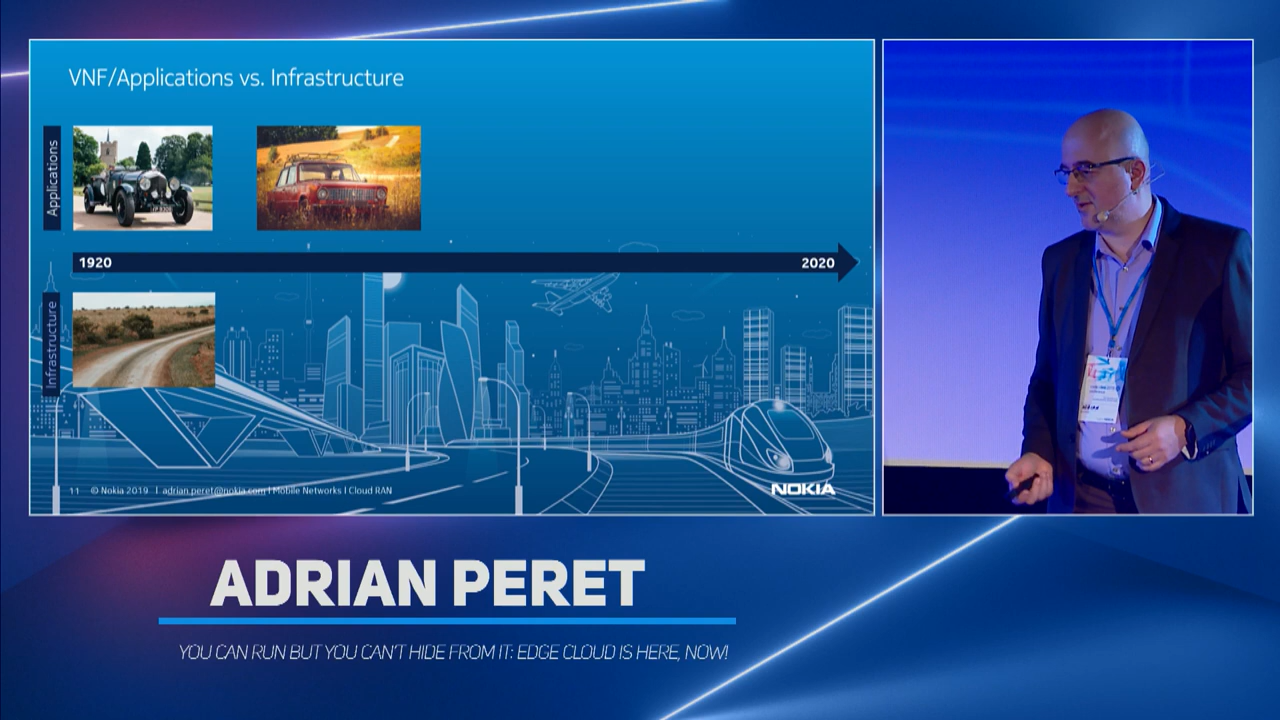 VNF/Applications vs. Infrastructure
Applications
1920
2020
Infrastructure
11 © Nokia 2019 | adrian.peret@nokia.com | Mobile Networks | Cloud RAN
NOKIA
ADRIAN PERET
YOU CAN RUN BUT YOU CAN'T HIDE FROM IT: EDGE CLOUD IS HERE, NOW!